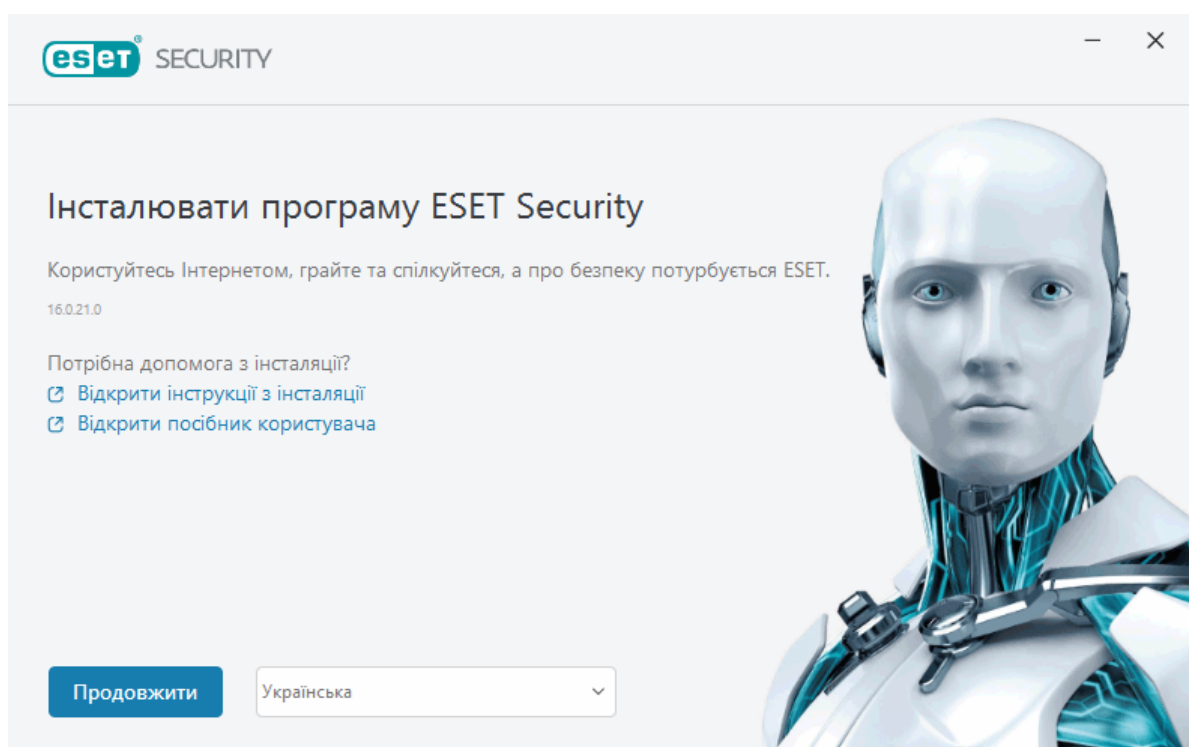 eset® SECURITY
Інсталювати програму ESET Security
Користуйтесь Інтернетом, грайте та спілкуйтеся, а про безпеку потурбується ESET.
16.0.21.0
Потрібна допомога з інсталяції?
Відкрити інструкції з інсталяції
Відкрити посібник користувача
Продовжити
Українська